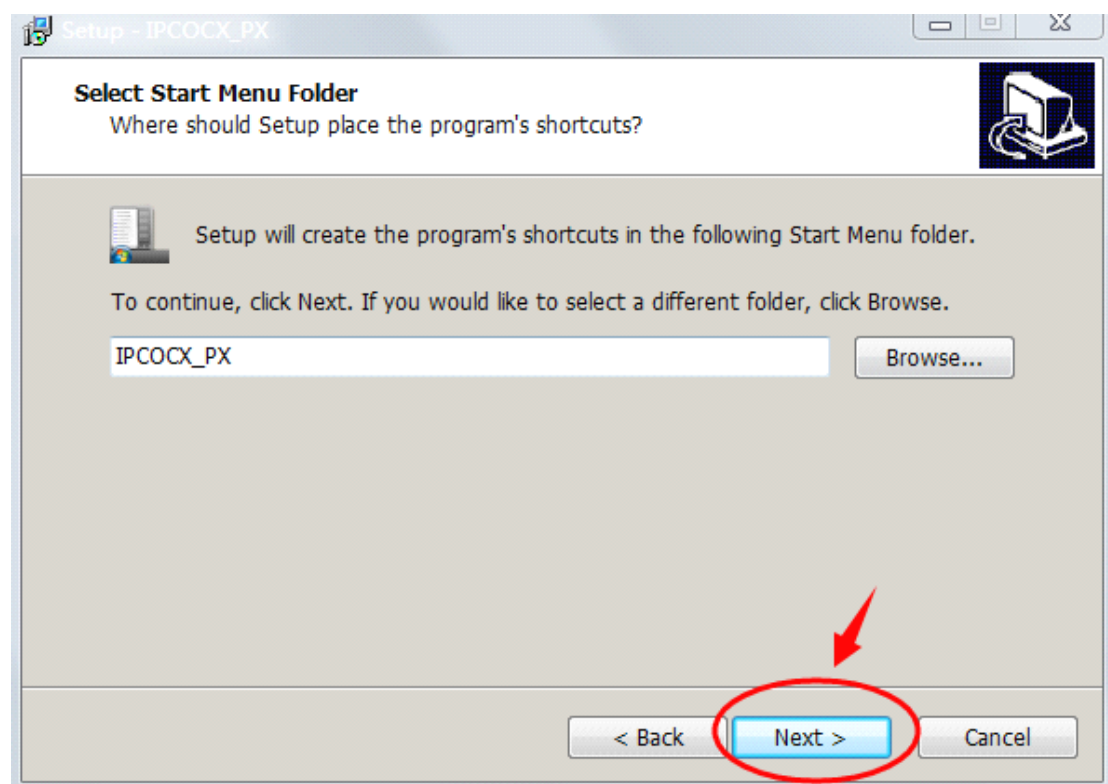 Setup - IPCOCX_PX
Select Start Menu Folder
Where should Setup place the program's shortcuts?
Setup will create the program's shortcuts in the following Start Menu folder.
To continue, click Next. If you would like to select a different folder, click Browse.
IPCOCX_PX
Browse...
< Back
Next >
Cancel